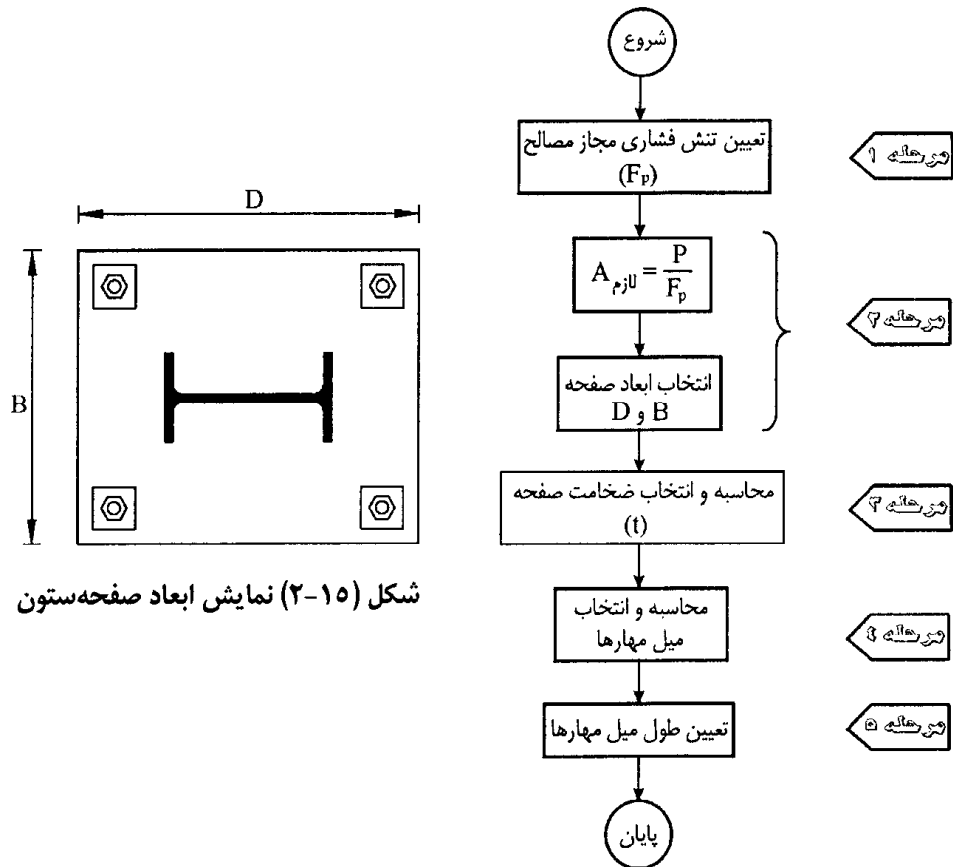 شروع
تعیین تنش فشاری مجاز مصالح
(Fp)
مرحله ۱
A لازم = P / Fp
انتخاب ابعاد صفحه
D و B
مرحله ۲
محاسبه و انتخاب ضخامت صفحه
(t)
مرحله ۳
محاسبه و انتخاب
میل مهارها
مرحله ٤
تعیین طول میل مهارها
مرحله ۵
پایان
D
B
شکل (۱۵-۲) نمایش ابعاد صفحه‌ستون